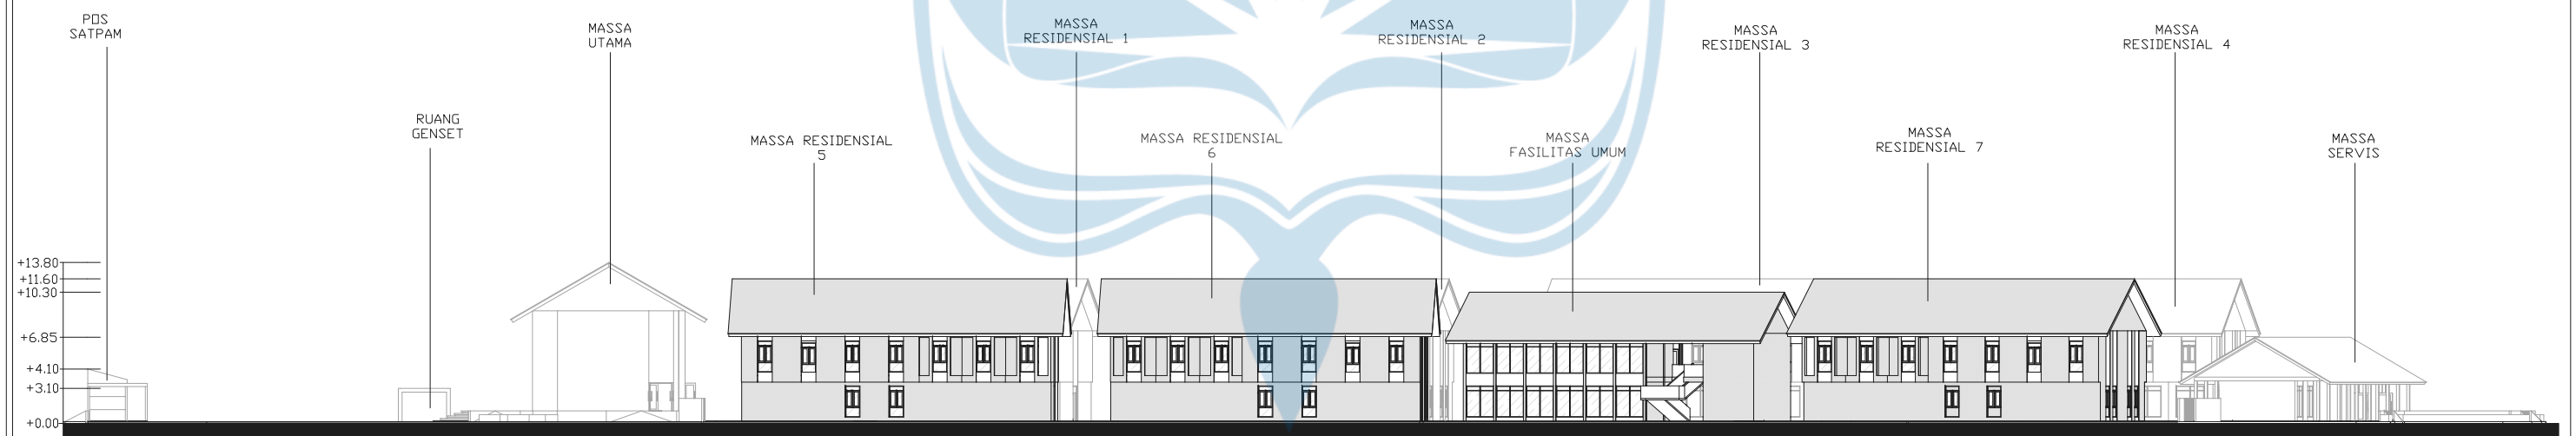 POS
SATPAM
MASSA
UTAMA
MASSA
RESIDENSIAL 1
MASSA
RESIDENSIAL 2
MASSA
RESIDENSIAL 3
MASSA
RESIDENSIAL 4
RUANG
GENSET
MASSA RESIDENSIAL
5
MASSA RESIDENSIAL
6
MASSA
FASILITAS UMUM
MASSA
RESIDENSIAL 7
MASSA
SERVIS
+13.80
+11.60
+10.30
+6.85
+4.10
+3.10
+0.00